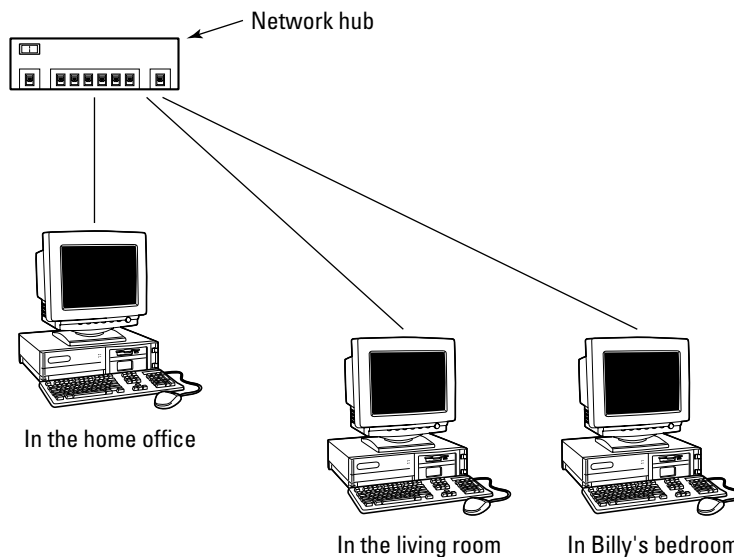 Network hub
In the home office
In the living room
In Billy's bedroom